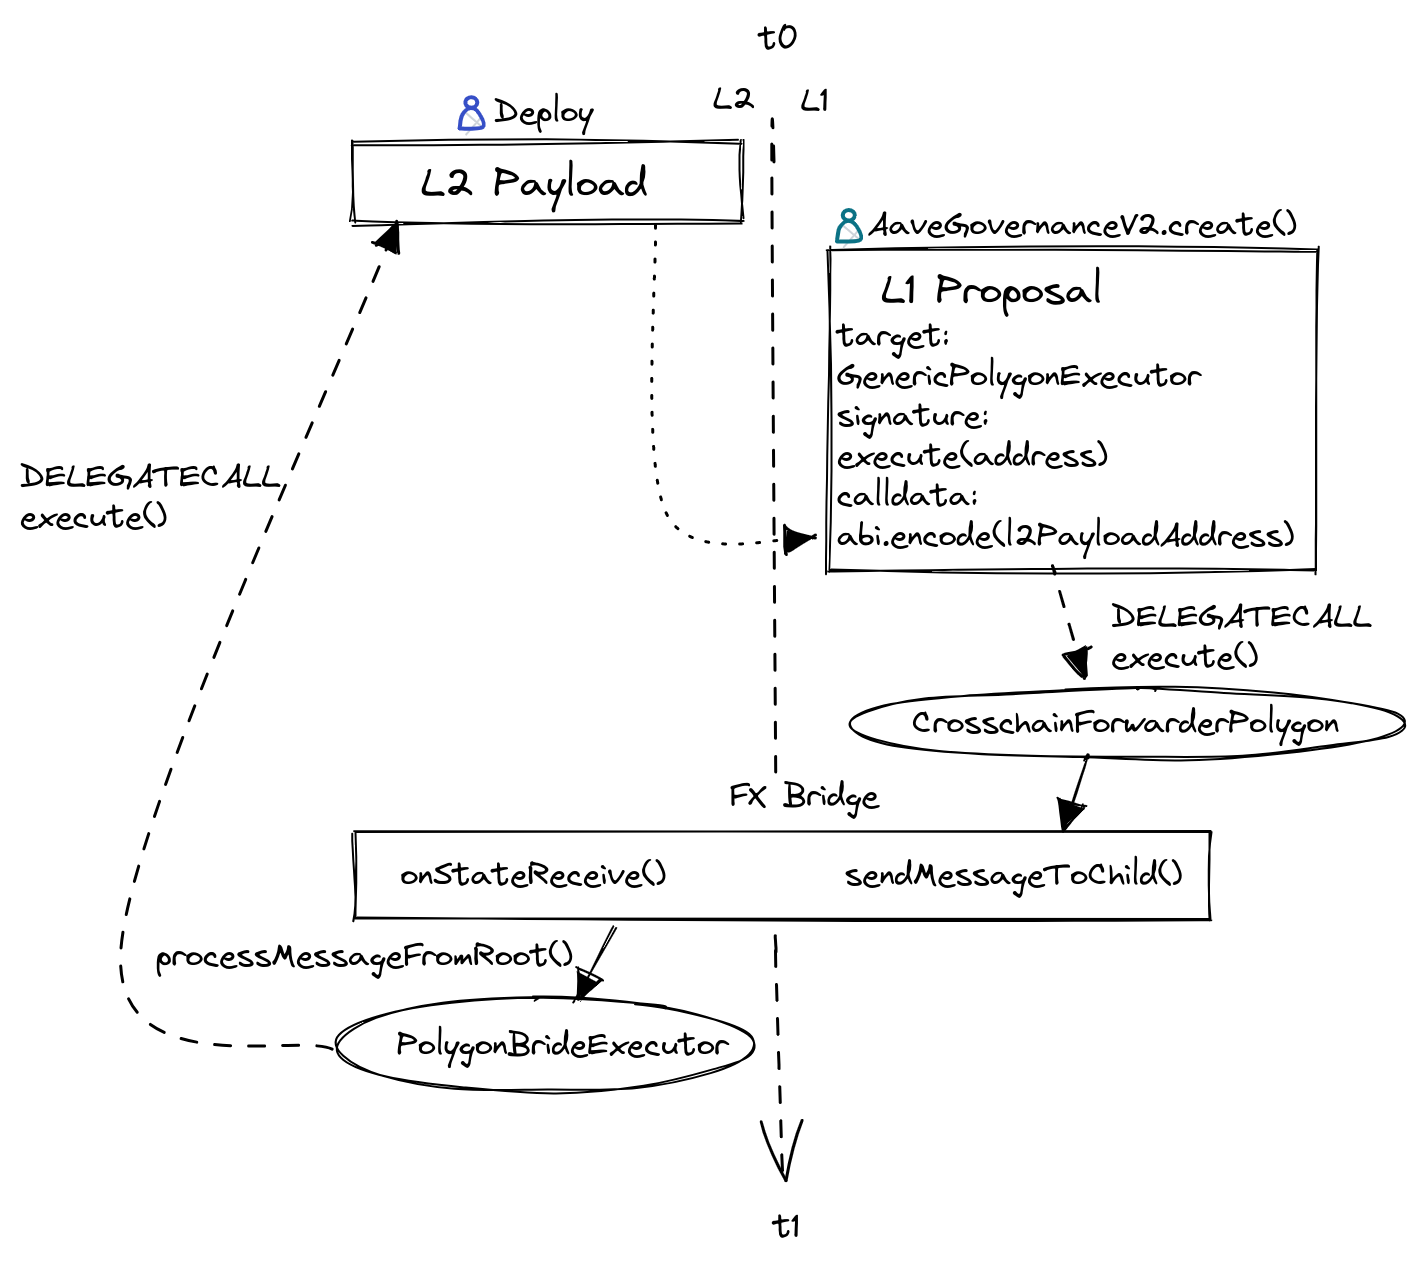 t0
L2
L1
Deploy
L2 Payload
AaveGovernanceV2.create()
L1 Proposal
target:
GenericPolygonExecutor
signature:
execute(address)
calldata:
abi.encode(l2PayloadAddress)
DELEGATECALL
execute()
DELEGATECALL
execute()
CrosschainForwarderPolygon
FX Bridge
onStateReceive()
sendMessageToChild()
processMessageFromRoot()
PolygonBrideExecutor
t1